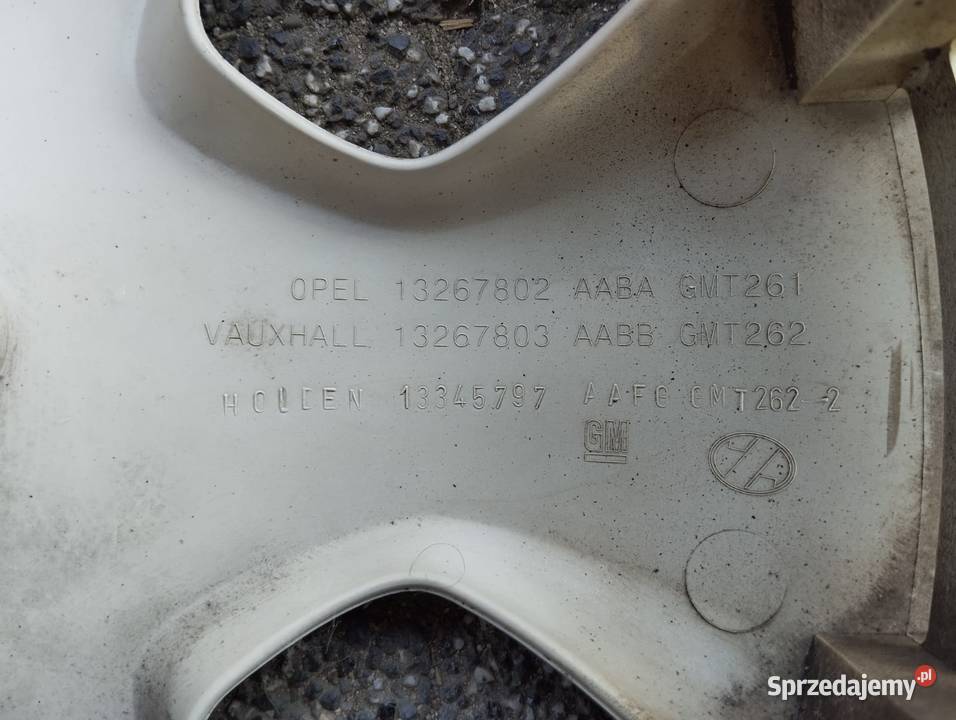 OPEL 13267802 AABA GMT261
VAUXHALL 13267803 AABB GMT262
HOLDEN 13345797 AAFG GMT262-2
GM
Sprzedajemy.pl